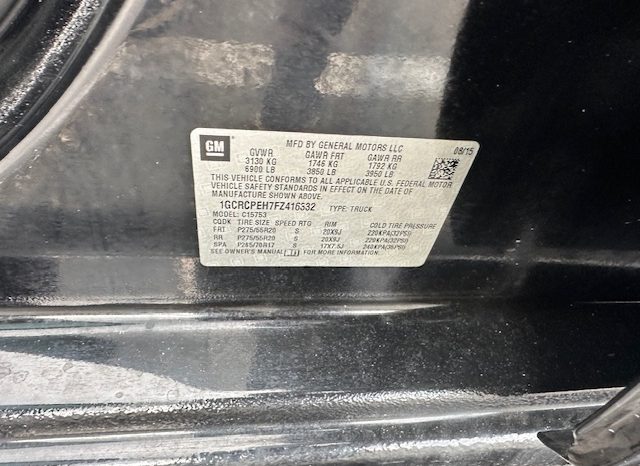 GM MFD BY GENERAL MOTORS LLC 08/15
GVWR GAWR FRT GAWR RR
3130 KG 1746 KG 1792 KG
6900 LB 3850 LB 3950 LB
THIS VEHICLE CONFORMS TO ALL APPLICABLE U.S. FEDERAL MOTOR
VEHICLE SAFETY STANDARDS IN EFFECT ON THE DATE OF
MANUFACTURE SHOWN ABOVE.
1GCRCPEH7FZ416332 TYPE: TRUCK
MODEL: C15753
TIRE SIZE SPEED RTG RIM COLD TIRE PRESSURE
FRT P275/55R20 S 20X9J 220KPA(32PSI)
RR P275/55R20 S 20X9J 220KPA(32PSI)
SPA P245/70R17 S 17X7.5J 240KPA(35PSI)
SEE OWNER'S MANUAL FOR MORE INFORMATION.